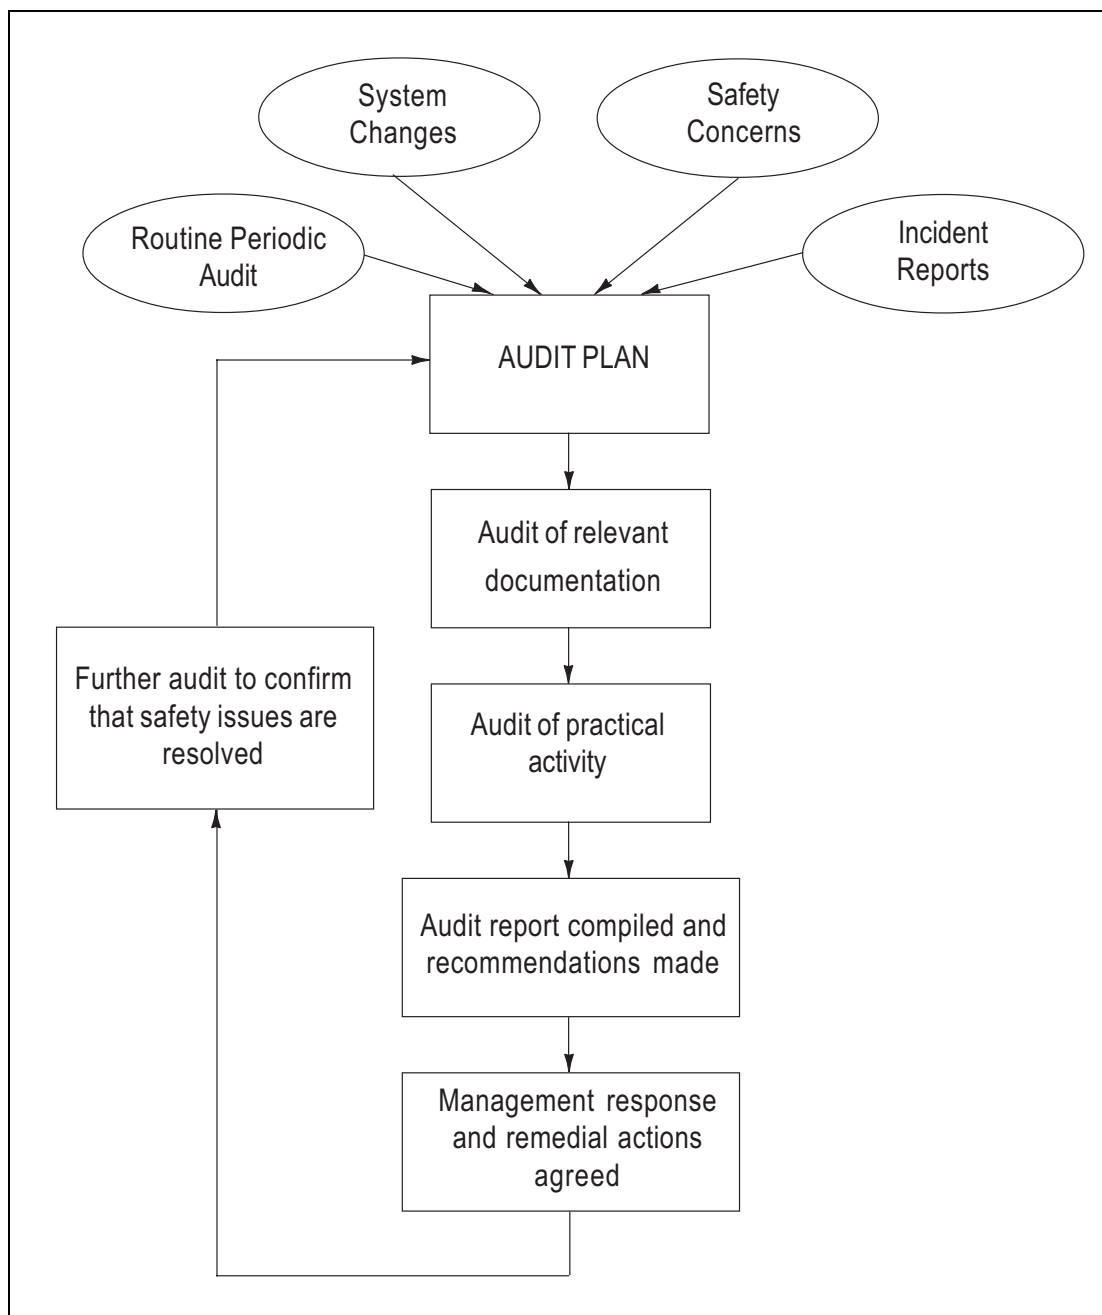 System
Changes
Safety
Concerns
Routine Periodic
Audit
Incident
Reports
AUDIT PLAN
Audit of relevant
documentation
Further audit to confirm
that safety issues are
resolved
Audit of practical
activity
Audit report compiled and
recommendations made
Management response
and remedial actions
agreed